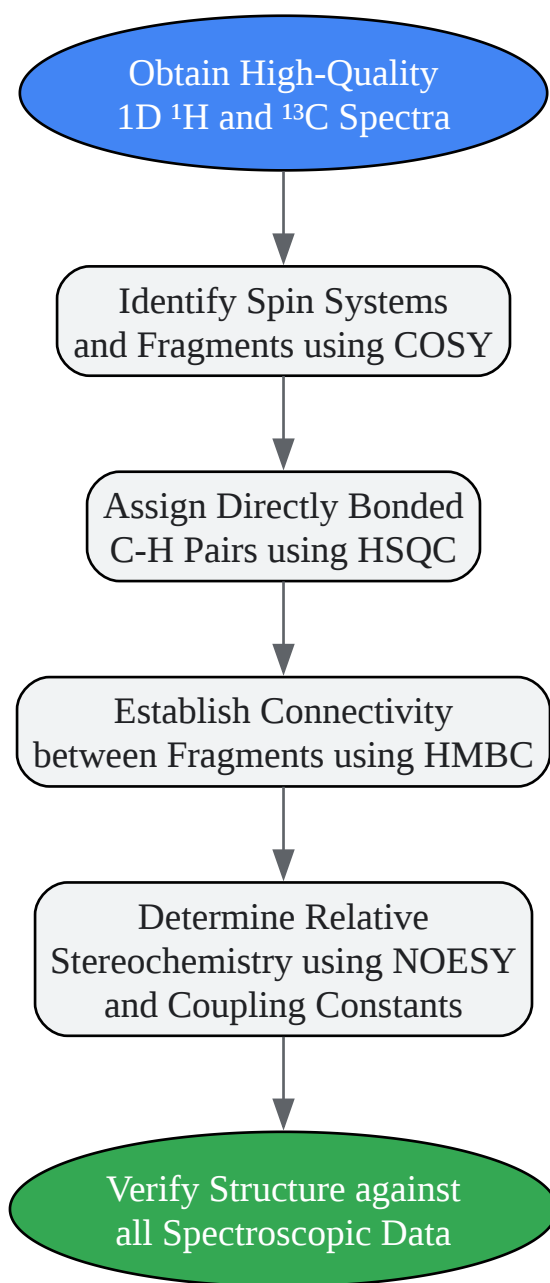 Obtain High-Quality
1D ¹H and ¹³C Spectra
Identify Spin Systems
and Fragments using COSY
Assign Directly Bonded
C-H Pairs using HSQC
Establish Connectivity
between Fragments using HMBC
Determine Relative
Stereochemistry using NOESY
and Coupling Constants
Verify Structure against
all Spectroscopic Data